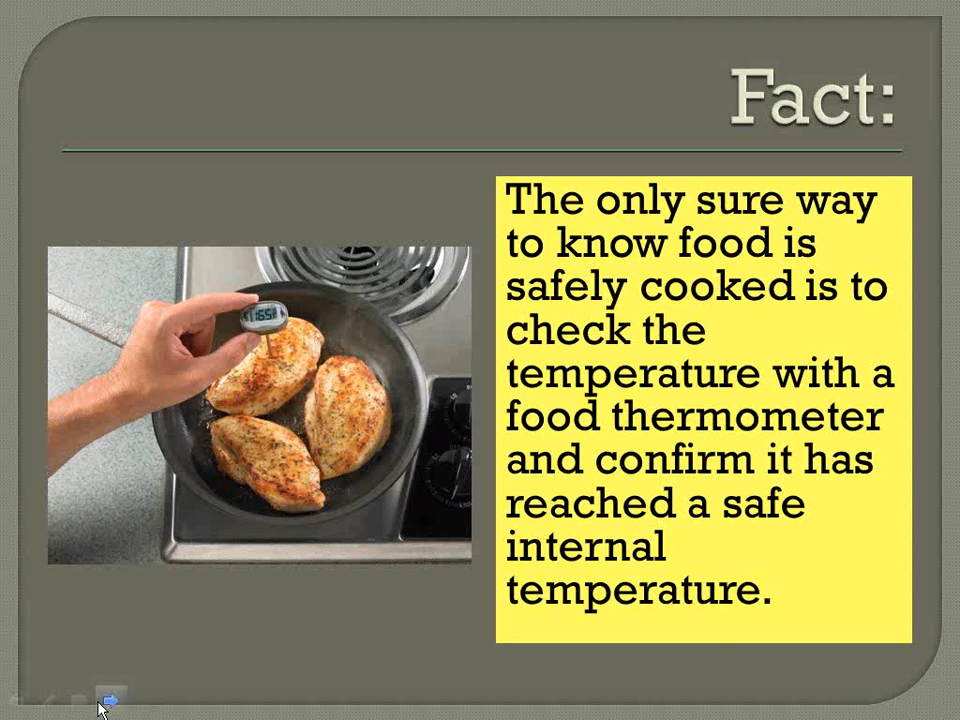 Fact:
The only sure way
to know food is
safely cooked is to
check the
temperature with a
food thermometer
and confirm it has
reached a safe
internal
temperature.
165